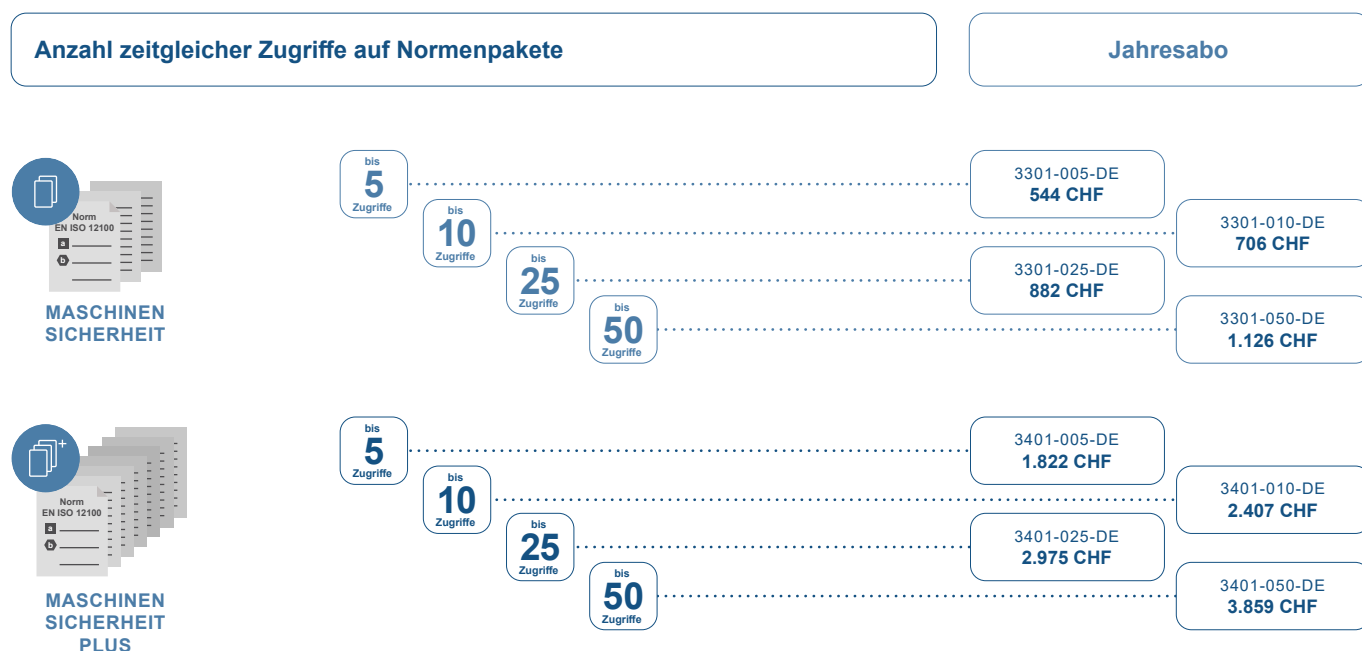 Anzahl zeitgleicher Zugriffe auf Normenpakete
Jahresabo
Norm
EN ISO 12100
a
b
MASCHINEN
SICHERHEIT
bis
5
Zugriffe
3301-005-DE
544 CHF
bis
10
Zugriffe
3301-010-DE
706 CHF
bis
25
Zugriffe
3301-025-DE
882 CHF
bis
50
Zugriffe
3301-050-DE
1.126 CHF
+
Norm
EN ISO 12100
a
b
MASCHINEN
SICHERHEIT
PLUS
bis
5
Zugriffe
3401-005-DE
1.822 CHF
bis
10
Zugriffe
3401-010-DE
2.407 CHF
bis
25
Zugriffe
3401-025-DE
2.975 CHF
bis
50
Zugriffe
3401-050-DE
3.859 CHF